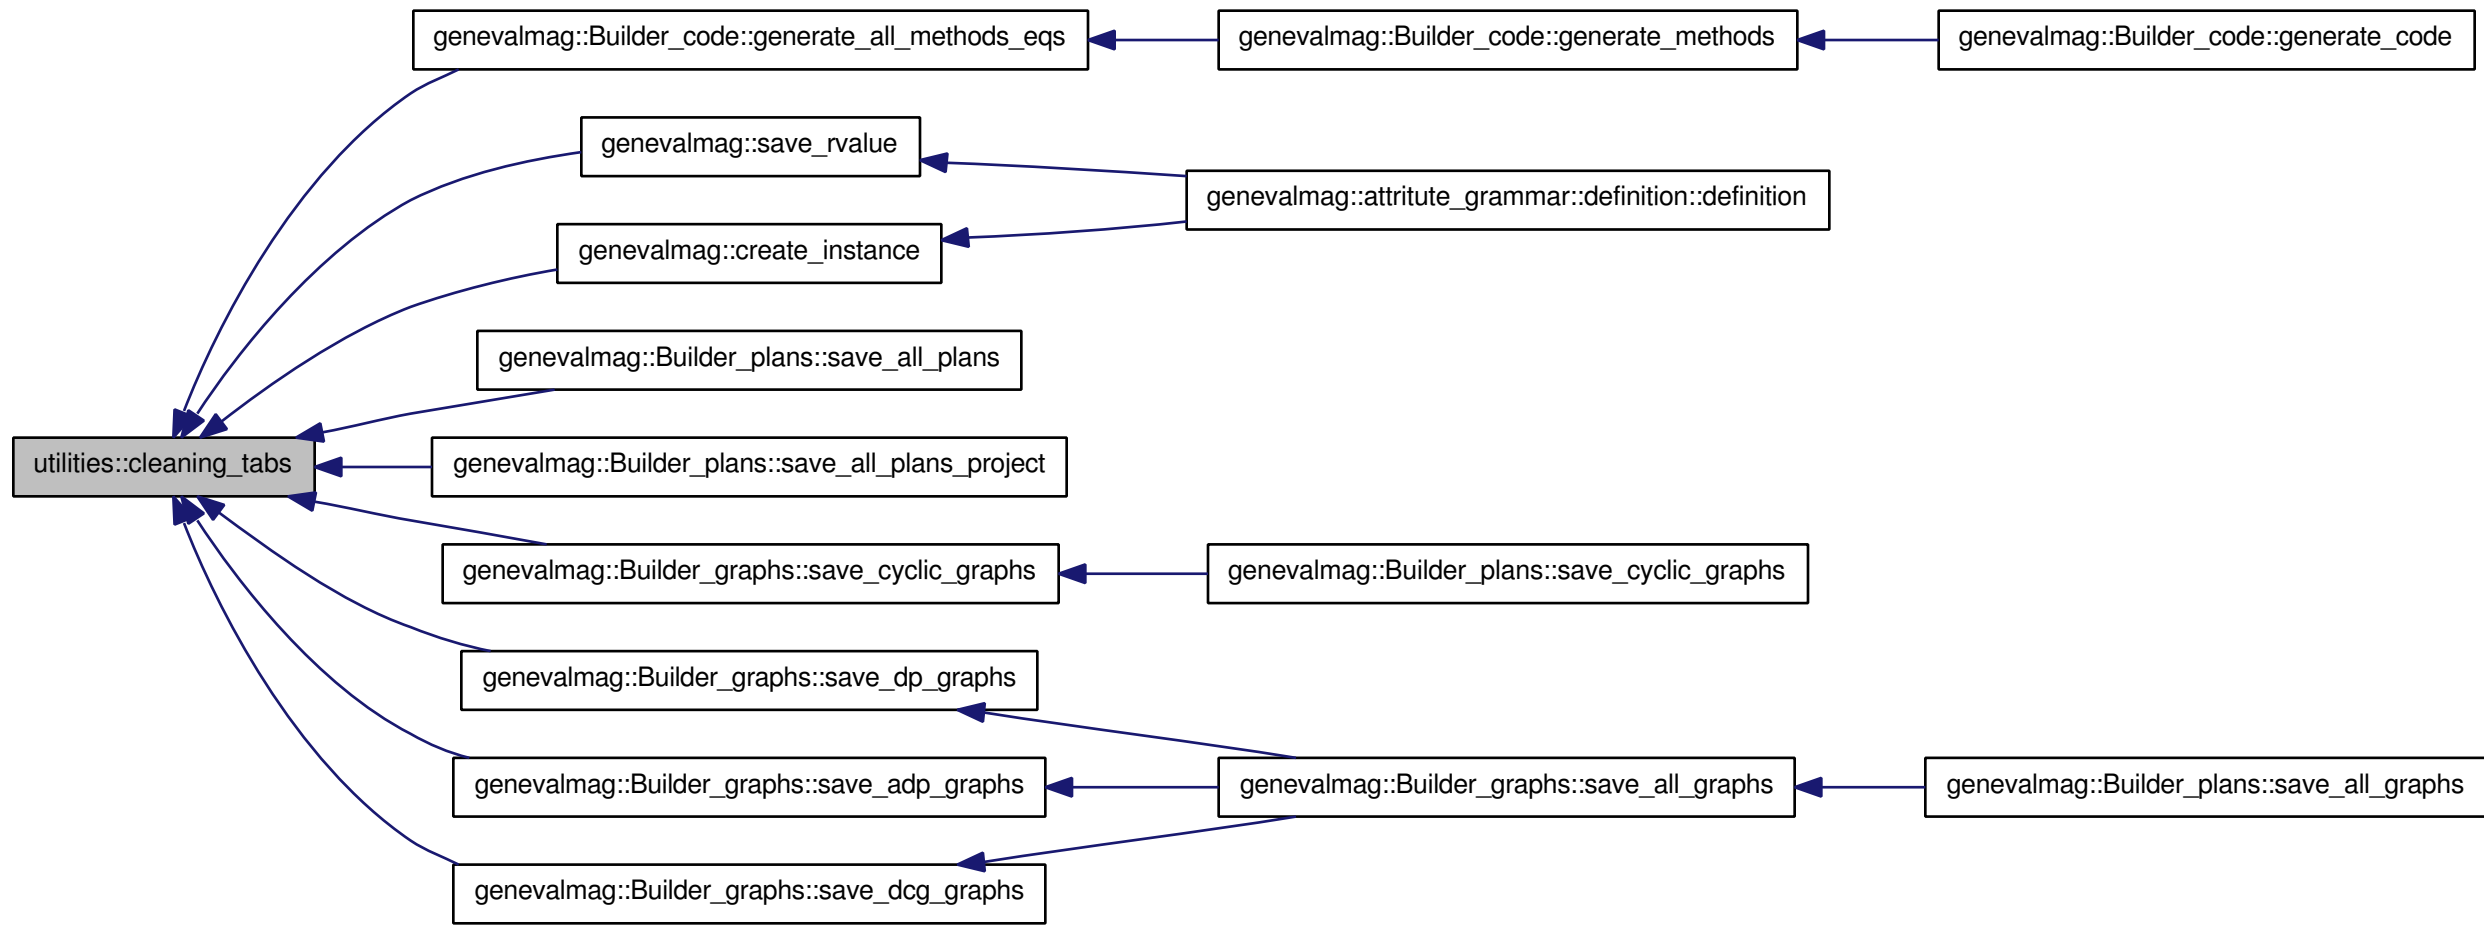 genevalmag::Builder_code::generate_all_methods_eqs
genevalmag::Builder_code::generate_methods
genevalmag::Builder_code::generate_code
genevalmag::save_rvalue
genevalmag::attritute_grammar::definition::definition
genevalmag::create_instance
genevalmag::Builder_plans::save_all_plans
utilities::cleaning_tabs
genevalmag::Builder_plans::save_all_plans_project
genevalmag::Builder_graphs::save_cyclic_graphs
genevalmag::Builder_plans::save_cyclic_graphs
genevalmag::Builder_graphs::save_dp_graphs
genevalmag::Builder_graphs::save_adp_graphs
genevalmag::Builder_graphs::save_all_graphs
genevalmag::Builder_plans::save_all_graphs
genevalmag::Builder_graphs::save_dcg_graphs